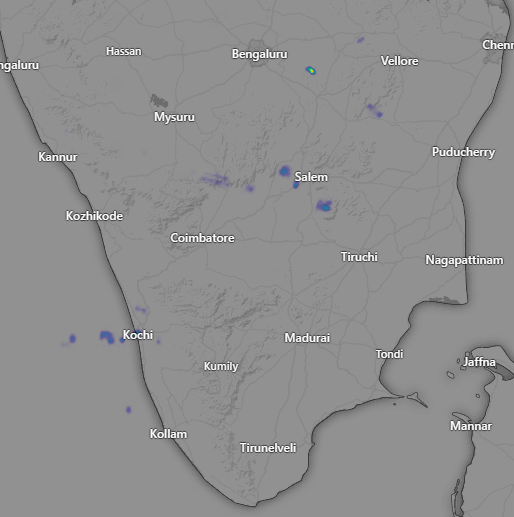 Hassan
Bengaluru
Chenn
ngaluru
Vellore
Mysuru
Kannur
Puducherry
Salem
Kozhikode
Coimbatore
Tiruchi
Nagapattinam
Kochi
Madurai
Tondi
Kumily
Jaffna
Mannar
Kollam
Tirunelveli